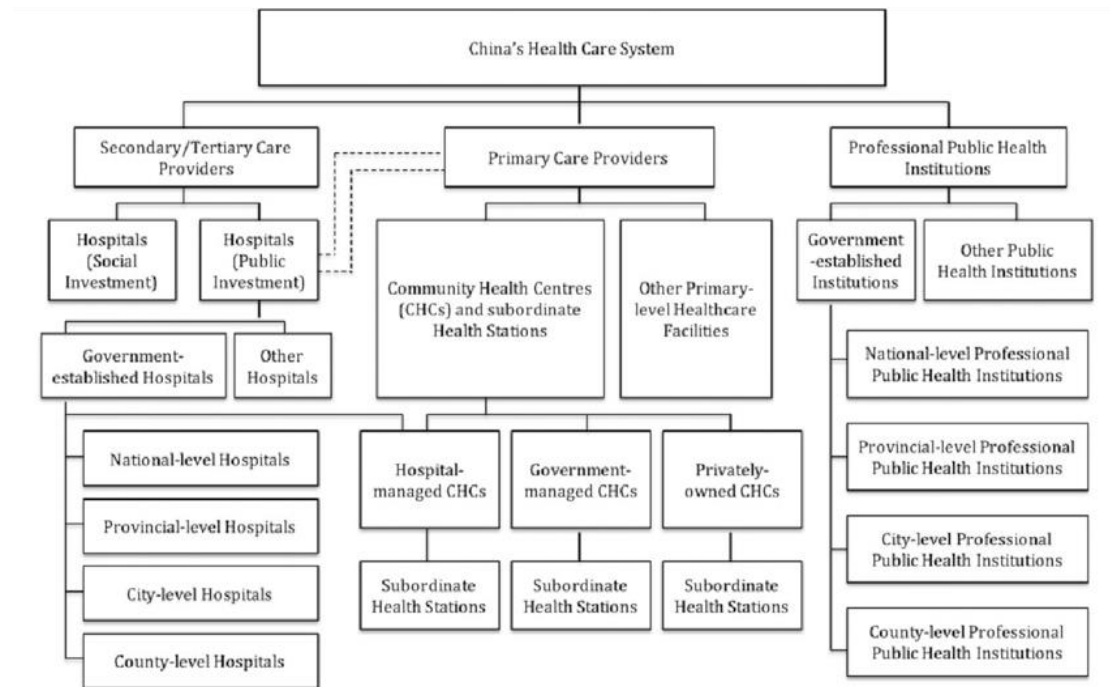 China's Health Care System
Secondary/Tertiary Care
Providers
Primary Care Providers
Professional Public Health
Institutions
Hospitals
(Social
Investment)
Hospitals
(Public
Investment)
Community Health Centres
(CHCs) and subordinate
Health Stations
Other Primary-
level Healthcare
Facilities
Government
-established
Institutions
Other Public
Health Institutions
Government-
established Hospitals
Other
Hospitals
National-level Hospitals
Provincial-level Hospitals
City-level Hospitals
County-level Hospitals
Hospital-
managed CHCs
Government-
managed CHCs
Privately-
owned CHCs
Subordinate
Health Stations
Subordinate
Health Stations
Subordinate
Health Stations
National-level Professional
Public Health Institutions
Provincial-level Professional
Public Health Institutions
City-level Professional
Public Health Institutions
County-level Professional
Public Health Institutions